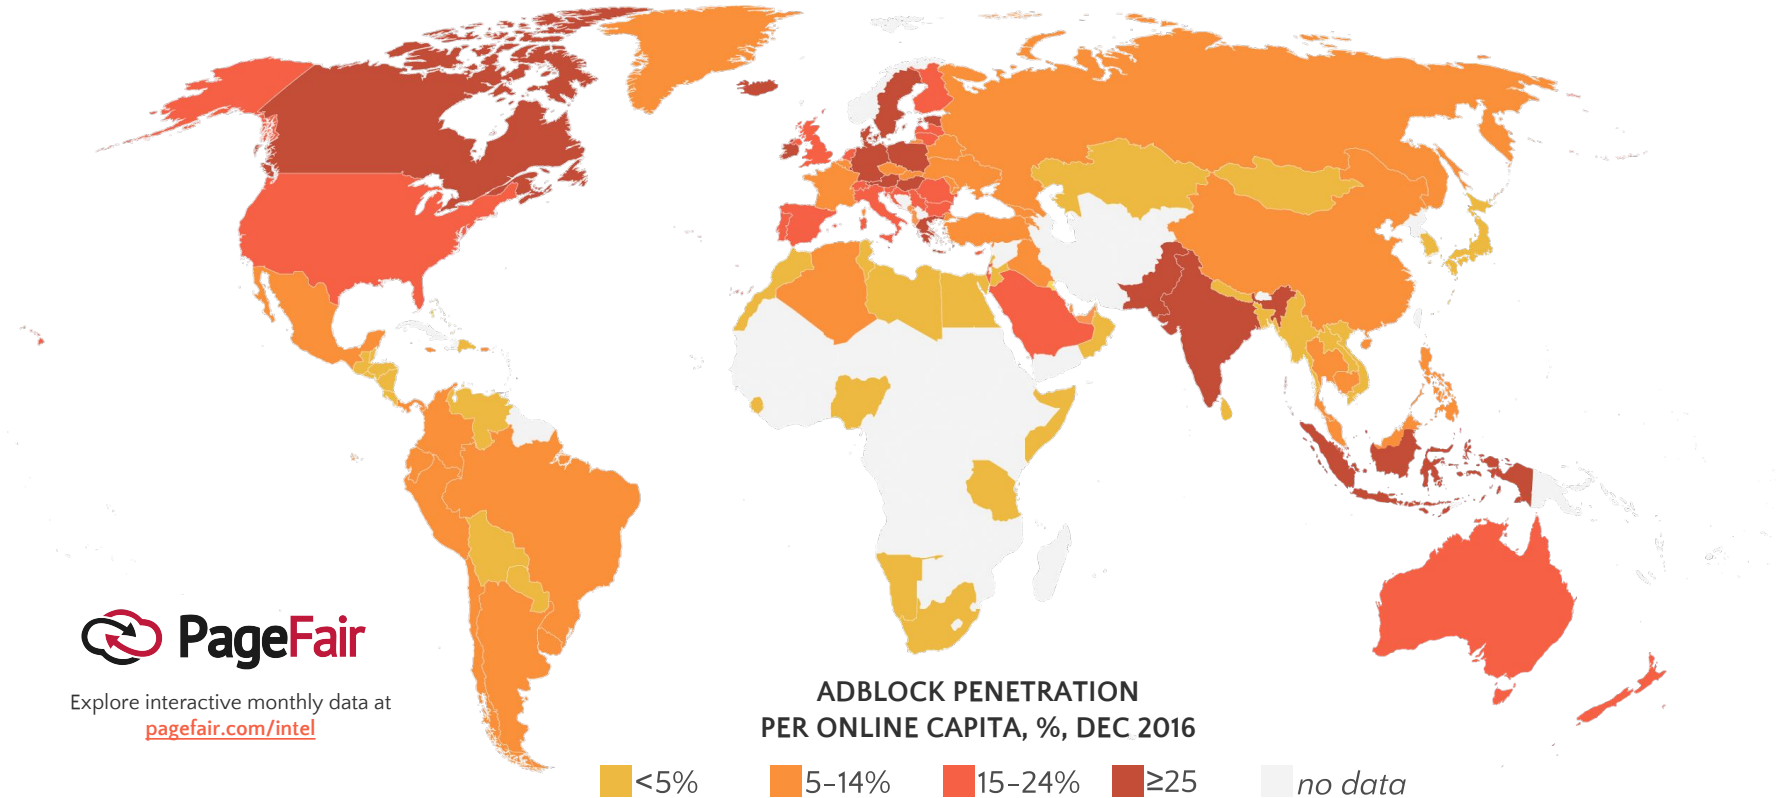 PageFair
Explore interactive monthly data at
pagefair.com/intel
ADBLOCK PENETRATION
PER ONLINE CAPITA, %, DEC 2016
<5%
5-14%
15-24%
≥25
no data